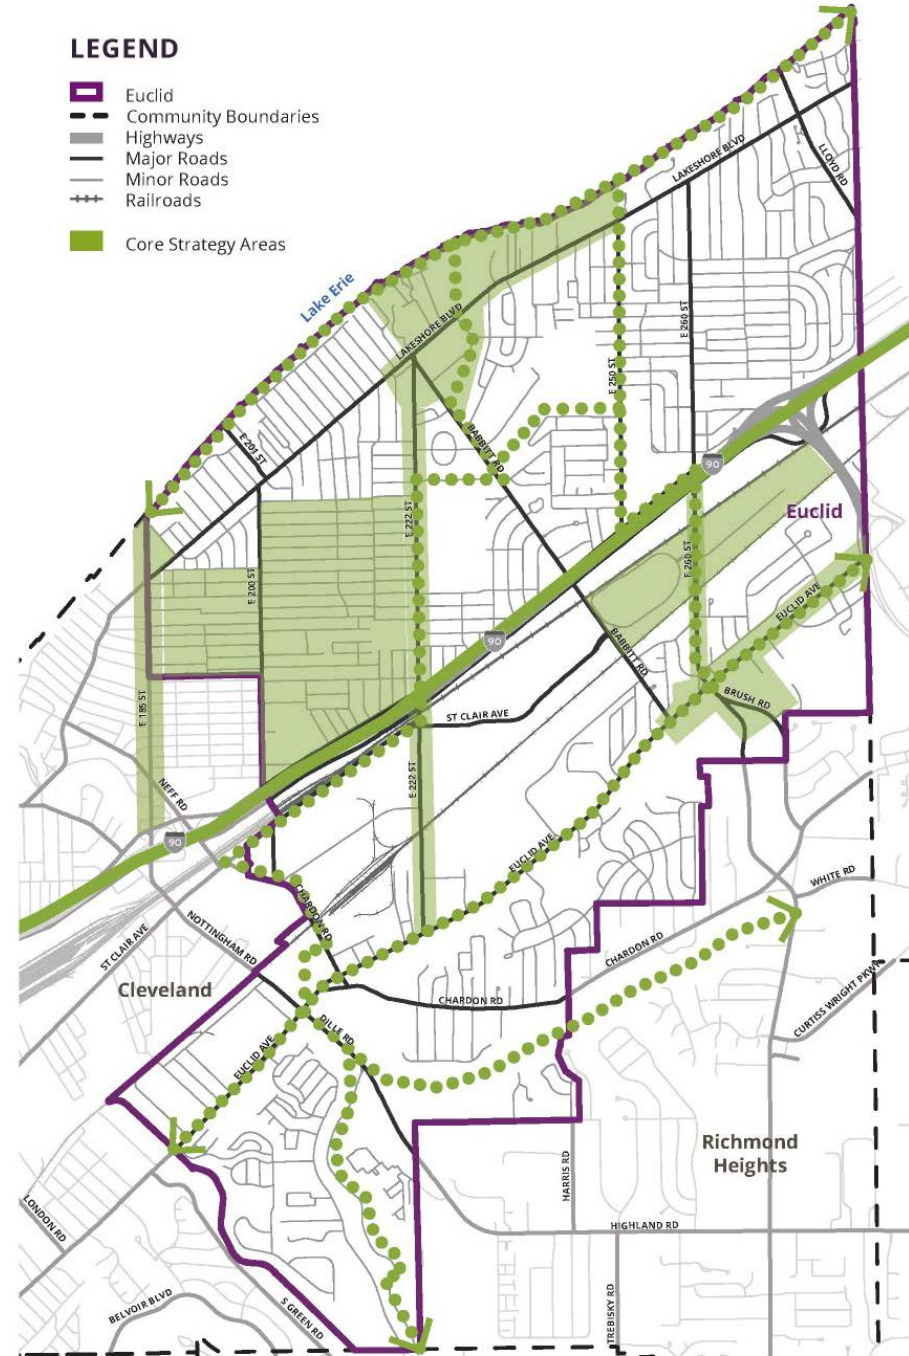 LEGEND
Euclid
Community Boundaries
Highways
Major Roads
Minor Roads
Railroads
Core Strategy Areas
Lake Erie
LAKESHORE BLVD
LLOYD RD
LAKESHORE BLVD
E 260 ST
E 250 ST
E 201 ST
BABBITT RD
90
Euclid
E 222 ST
E 200 ST
E 260 ST
EUCLID AVE
90
BABBITT RD
BRUSH RD
E 185 ST
ST CLAIR AVE
E 222 ST
NEFF RD
90
EUCLID AVE
WHITE RD
CHARDON RD
NOTTINGHAM RD
ST CLAIR AVE
CHARDON RD
Cleveland
CHARDON RD
CURTISS WRIGHT PKWY
DILLE RD
EUCLID AVE
Richmond
Heights
HARRIS RD
LONDON RD
HIGHLAND RD
BELVOIR BLVD
S GREEN RD
TREBISKY RD